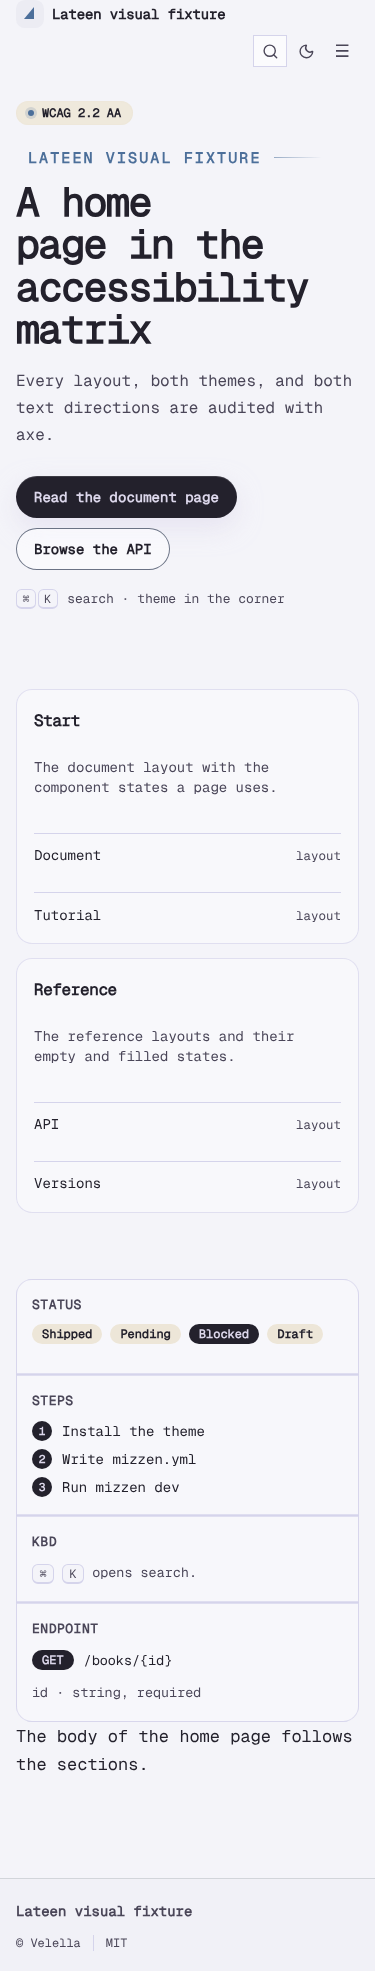 Lateen visual fixture
WCAG 2.2 AA
LATEEN VISUAL FIXTURE
A home
page in the
accessibility
matrix
Every layout, both themes, and both
text directions are audited with
axe.
Read the document page
Browse the API
⌘ K search · theme in the corner
Start
The document layout with the
component states a page uses.
Document layout
Tutorial layout
Reference
The reference layouts and their
empty and filled states.
API layout
Versions layout
STATUS
Shipped Pending Blocked Draft
STEPS
1 Install the theme
2 Write mizzen.yml
3 Run mizzen dev
KBD
⌘ K opens search.
ENDPOINT
GET /books/{id}
id · string, required
The body of the home page follows
the sections.
Lateen visual fixture
© Velella MIT